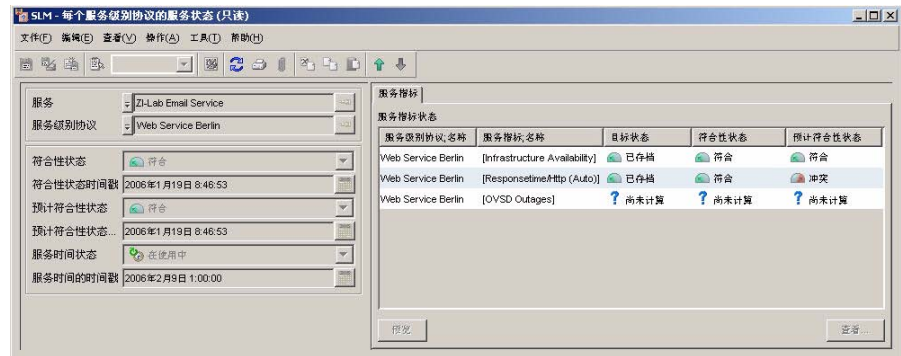 SLM - 每个服务级别协议的服务状态 (只读)
文件(F) 编辑(E) 查看(V) 操作(A) 工具(T) 帮助(H)
服务 ZI-Lab Email Service
服务级别协议 Web Service Berlin
符合性状态 符合
符合性状态时间戳 2006年1月19日 8:46:53
预计符合性状态 符合
预计符合性状态... 2006年1月19日 8:46:53
服务时间状态 在使用中
服务时间的时间戳 2006年2月9日 1:00:00
服务指标
服务指标状态
服务级别协议;名称 服务指标;名称 目标状态 符合性状态 预计符合性状态
Web Service Berlin [Infrastructure Availability] 已存档 符合 符合
Web Service Berlin [Responsetime/Http (Auto)] 已存档 符合 冲突
Web Service Berlin [OVSD Outages] 尚未计算 尚未计算 尚未计算
预览 查看...